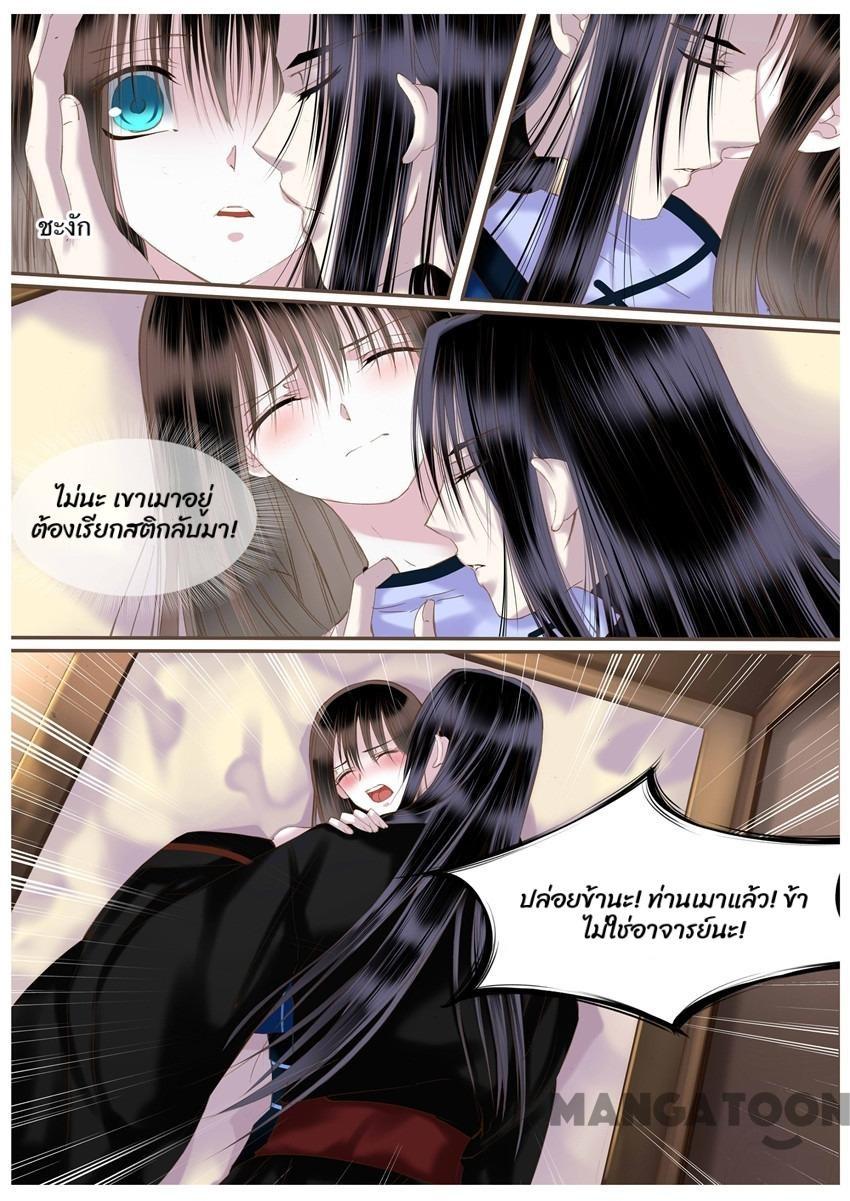 ชะงัก
ไม่นะ เขาเมาอยู่
ต้องเรียกสติกลับมา!
ปล่อยข้านะ! ท่านเมาแล้ว! ข้า
ไม่ใช่อาจารย์นะ!
MANGATOON